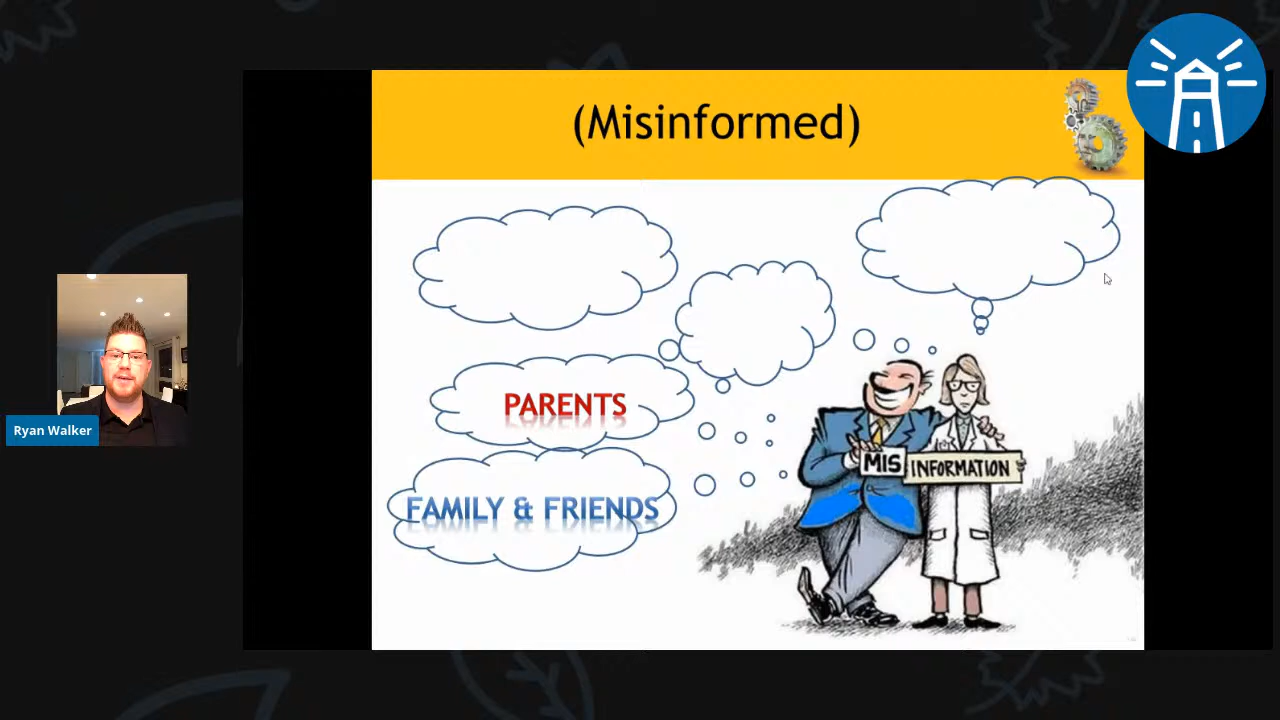 (Misinformed)
PARENTS
FAMILY & FRIENDS
MIS INFORMATION
Ryan Walker